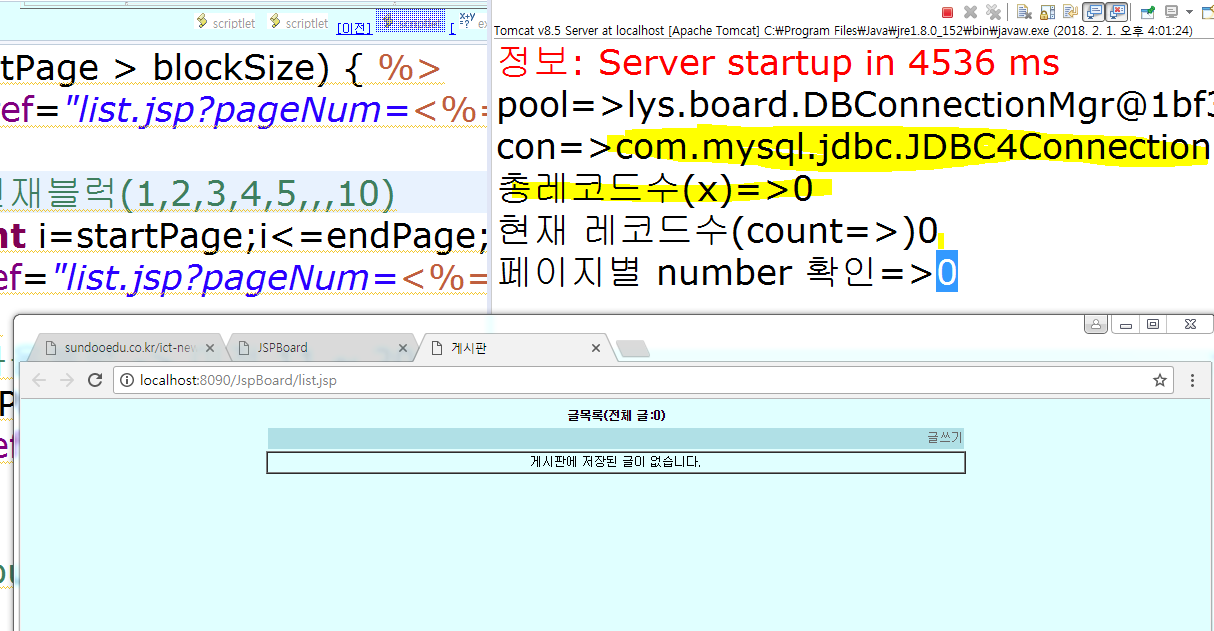 scriptlet
scriptlet
[이전]
[
Tomcat v8.5 Server at localhost [Apache Tomcat] C:₩Program Files₩Java₩jre1.8.0_152₩bin₩javaw.exe (2018. 2. 1. 오후 4:01:24)
tPage > blockSize) { %>
ef="list.jsp?pageNum=<%=
재블럭(1,2,3,4,5,,,10)
nt i=startPage;i<=endPage;
ef="list.jsp?pageNum=<%=
정보: Server startup in 4536 ms
pool=>lys.board.DBConnectionMgr@1bf3
con=>com.mysql.jdbc.JDBC4Connection
총레코드수(x)=>0
현재 레코드수(count=>)0
페이지별 number 확인=>0
sundooedu.co.kr/ict-new
JSPBoard
게시판
localhost:8090/JspBoard/list.jsp
글목록(전체 글:0)
글쓰기
게시판에 저장된 글이 없습니다.